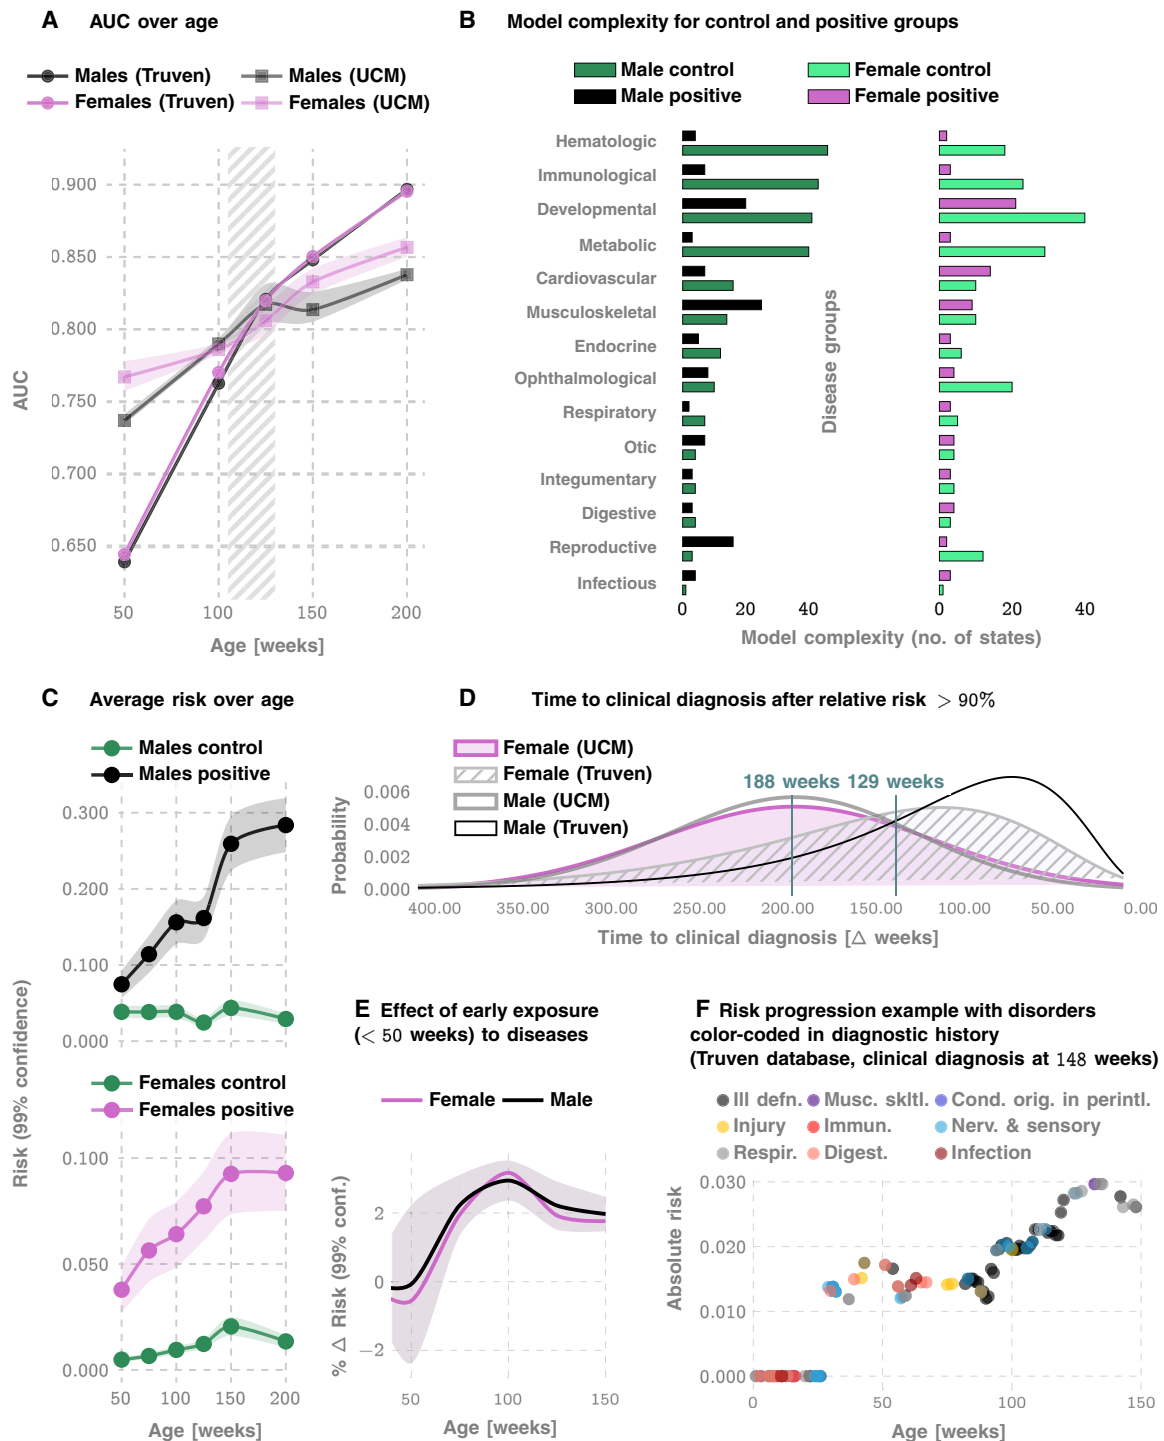 A AUC over age
Males (Truven) Males (UCM)
Females (Truven) Females (UCM)
0.900
0.850
0.800
0.750
0.700
0.650
AUC
50 100 150 200
Age [weeks]
B Model complexity for control and positive groups
Male control Female control
Male positive Female positive
Hematologic
Immunological
Developmental
Metabolic
Cardiovascular
Musculoskeletal
Endocrine
Ophthalmological
Respiratory
Otic
Integumentary
Digestive
Reproductive
Infectious
Disease groups
0 20 40 0 20 40
Model complexity (no. of states)
C Average risk over age
Males control
Males positive
0.300
0.200
0.100
0.000
Females control
Females positive
0.100
0.050
0.000
Risk (99% confidence)
50 100 150 200
Age [weeks]
D Time to clinical diagnosis after relative risk > 90%
Female (UCM)
Female (Truven)
Male (UCM)
Male (Truven)
188 weeks 129 weeks
0.006
0.004
0.002
0.000
Probability
400.00 350.00 300.00 250.00 200.00 150.00 100.00 50.00 0.00
Time to clinical diagnosis [△ weeks]
E Effect of early exposure
(< 50 weeks) to diseases
Female Male
2
0
−2
% △ Risk (99% conf.)
50 100 150
Age [weeks]
F Risk progression example with disorders
color-coded in diagnostic history
(Truven database, clinical diagnosis at 148 weeks)
Ill defn. Musc. skltl. Cond. orig. in perintl.
Injury Immun. Nerv. & sensory
Respir. Digest. Infection
0.030
0.020
0.010
0.000
Absolute risk
0 50 100 150
Age [weeks]